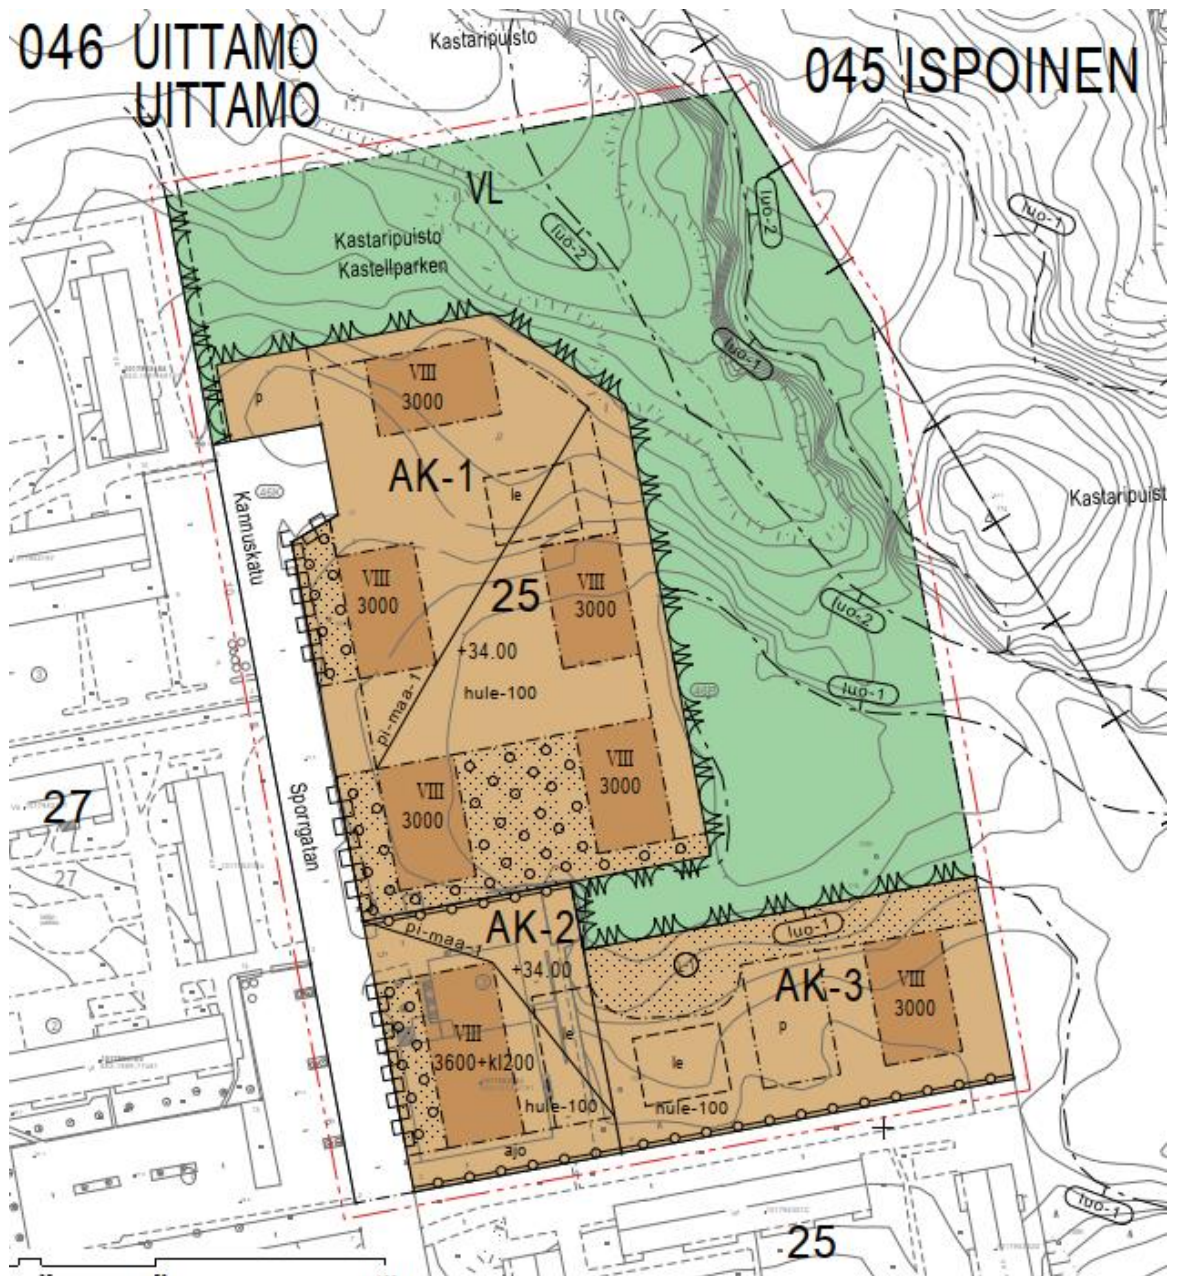 046 UITTAMO
UITTAMO
Kastaripuisto
045 ISPOINEN
VL
luo-2
luo-2
luo-1
Kastaripuisto
Kastellparken
luo-1
VIII
3000
p
AK-1
le
Kannuskatu
Kastaripuist
VIII
3000
25
VIII
3000
+34.00
hule-100
pi-maa-1
luo-2
luo-1
VIII
3000
VIII
3000
Sporrgatan
27
27
AK-2
pi-maa-1
+34.00
luo-1
AK-3
VIII
3000
p
le
VIII
3600+kl200
le
hule-100
hule-100
ajo
luo-1
25